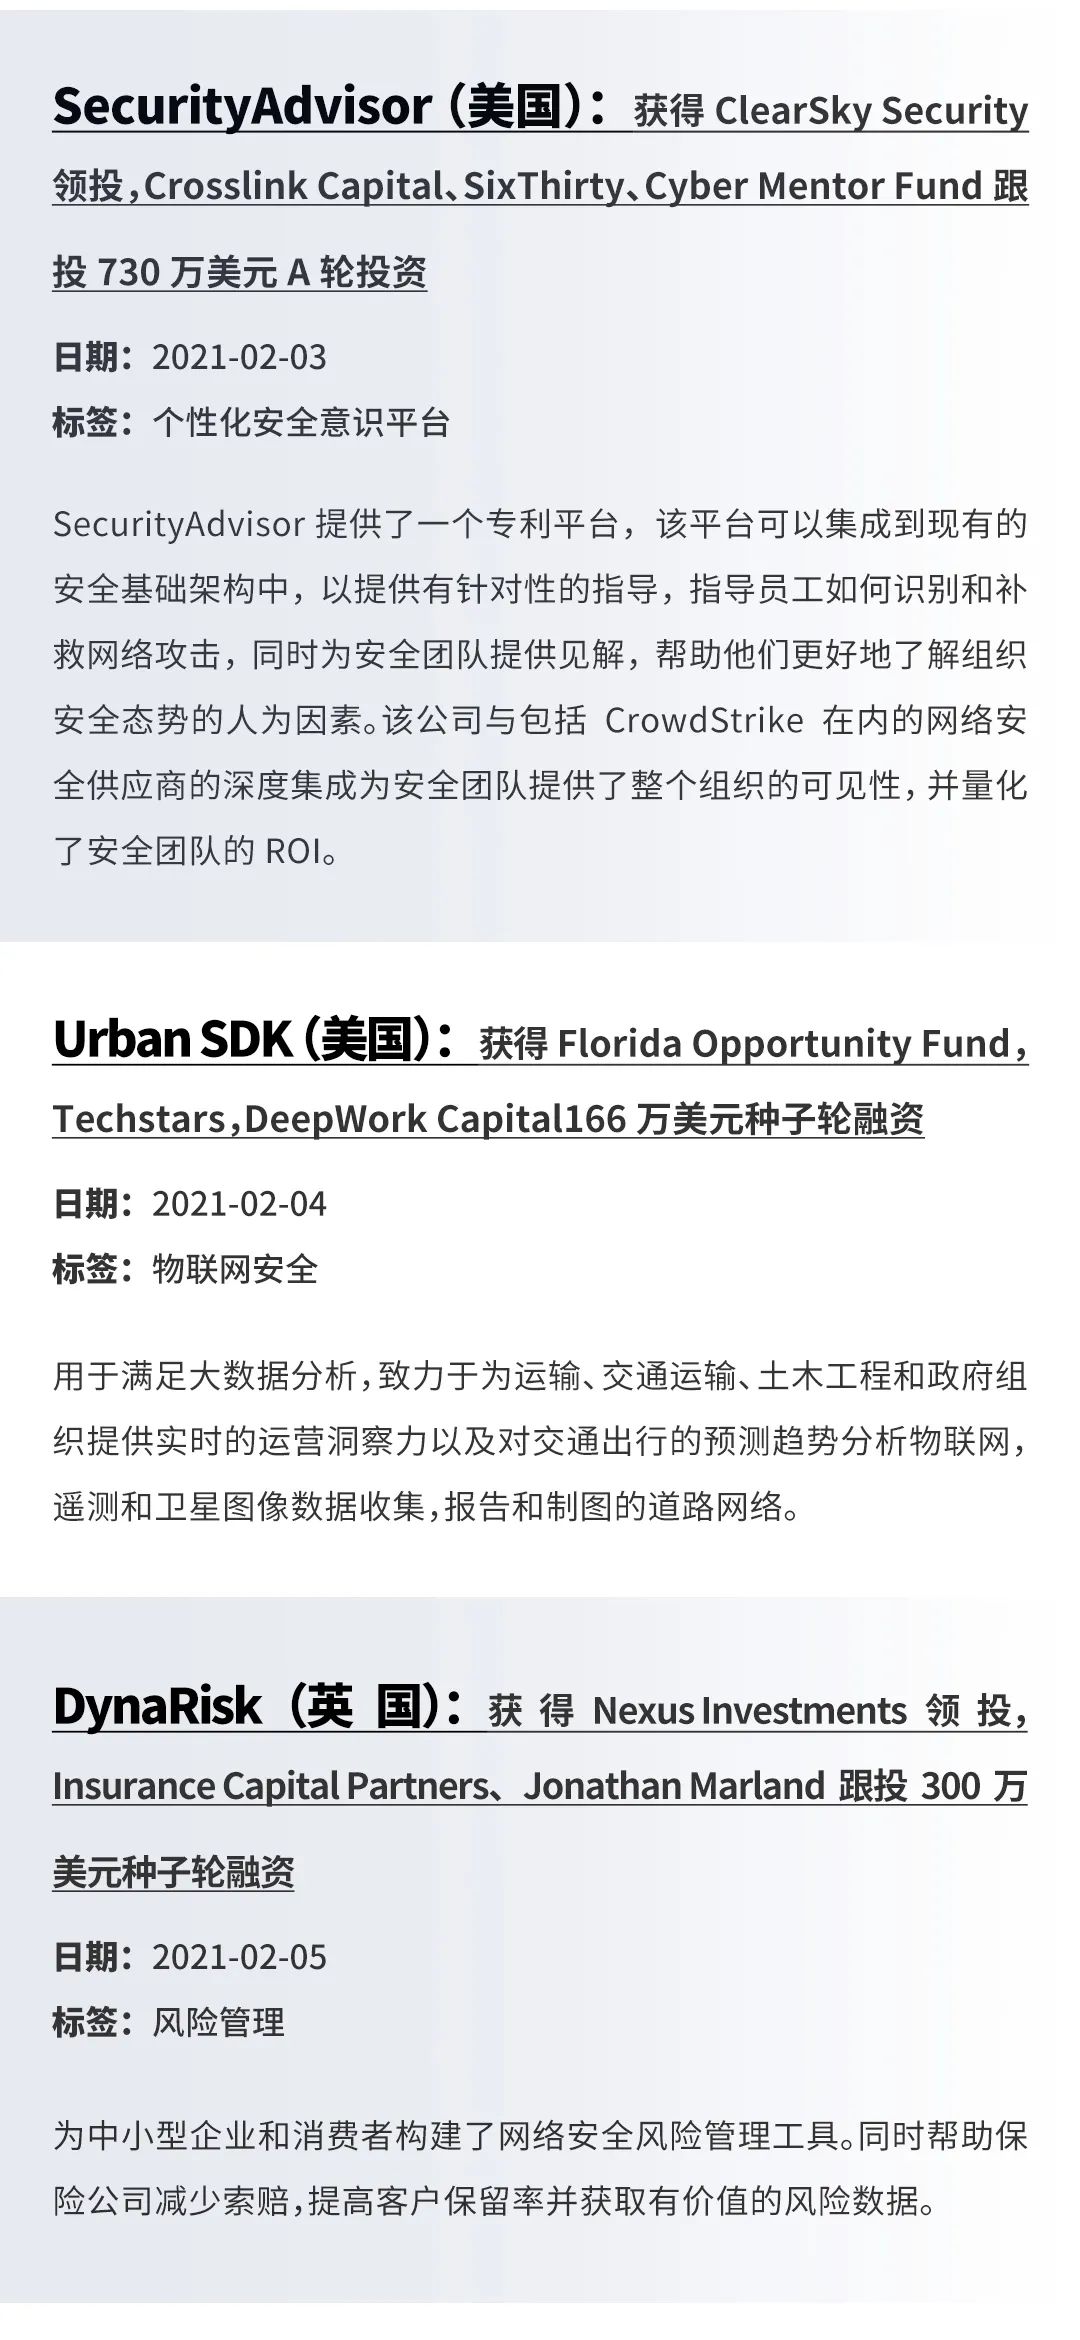 SecurityAdvisor（美国）：获得 ClearSky Security
领投，Crosslink Capital、SixThirty、Cyber Mentor Fund 跟
投 730 万美元 A 轮投资
日期：2021-02-03
标签：个性化安全意识平台
SecurityAdvisor 提供了一个专利平台，该平台可以集成到现有的
安全基础架构中，以提供有针对性的指导，指导员工如何识别和补
救网络攻击，同时为安全团队提供见解，帮助他们更好地了解组织
安全态势的人为因素。该公司与包括 CrowdStrike 在内的网络安
全供应商的深度集成为安全团队提供了整个组织的可见性，并量化
了安全团队的 ROI。
Urban SDK（美国）：获得 Florida Opportunity Fund，
Techstars，DeepWork Capital166 万美元种子轮融资
日期：2021-02-04
标签：物联网安全
用于满足大数据分析，致力于为运输、交通运输、土木工程和政府组
织提供实时的运营洞察力以及对交通出行的预测趋势分析物联网，
遥测和卫星图像数据收集，报告和制图的道路网络。
DynaRisk（英国）：获得 Nexus Investments 领投，
Insurance Capital Partners、Jonathan Marland 跟投 300 万
美元种子轮融资
日期：2021-02-05
标签：风险管理
为中小型企业和消费者构建了网络安全风险管理工具。同时帮助保
险公司减少索赔，提高客户保留率并获取有价值的风险数据。